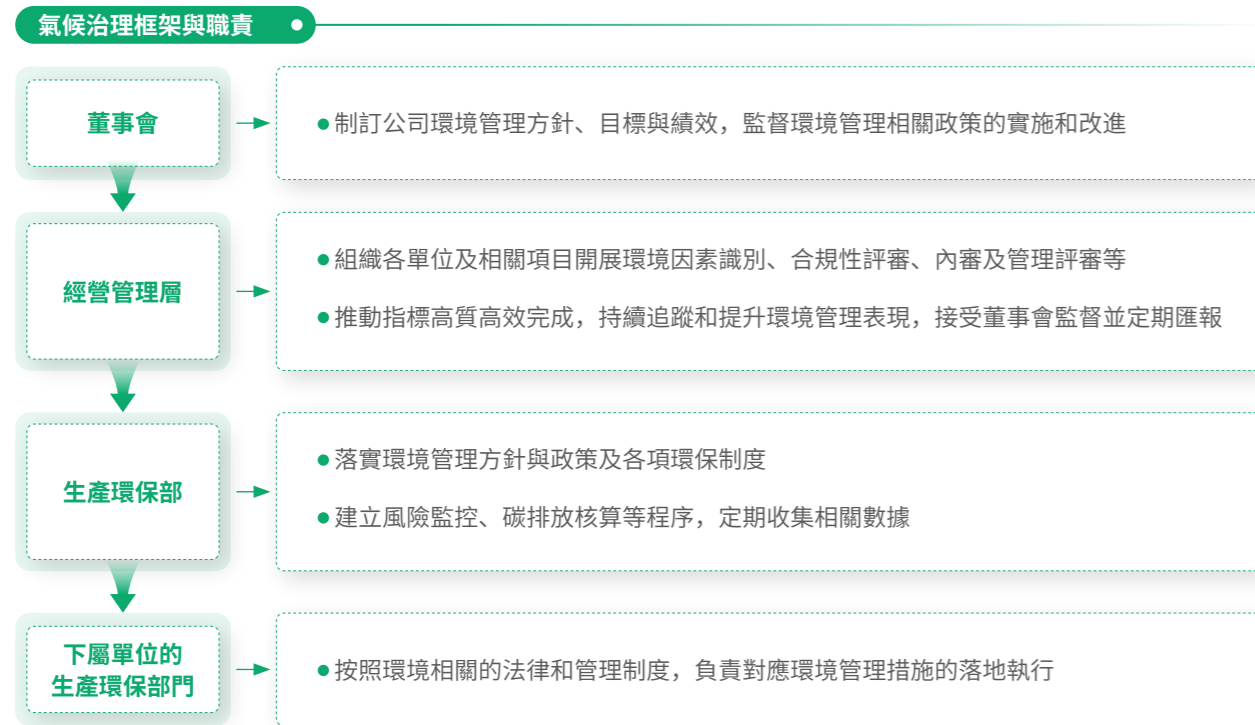 氣候治理框架與職責
董事會
●制訂公司環境管理方針、目標與績效，監督環境管理相關政策的實施和改進
經營管理層
●組織各單位及相關項目開展環境因素識別、合規性評審、內審及管理評審等
●推動指標高質高效完成，持續追蹤和提升環境管理表現，接受董事會監督並定期匯報
生產環保部
●落實環境管理方針與政策及各項環保制度
●建立風險監控、碳排放核算等程序，定期收集相關數據
下屬單位的
生產環保部門
●按照環境相關的法律和管理制度，負責對應環境管理措施的落地執行